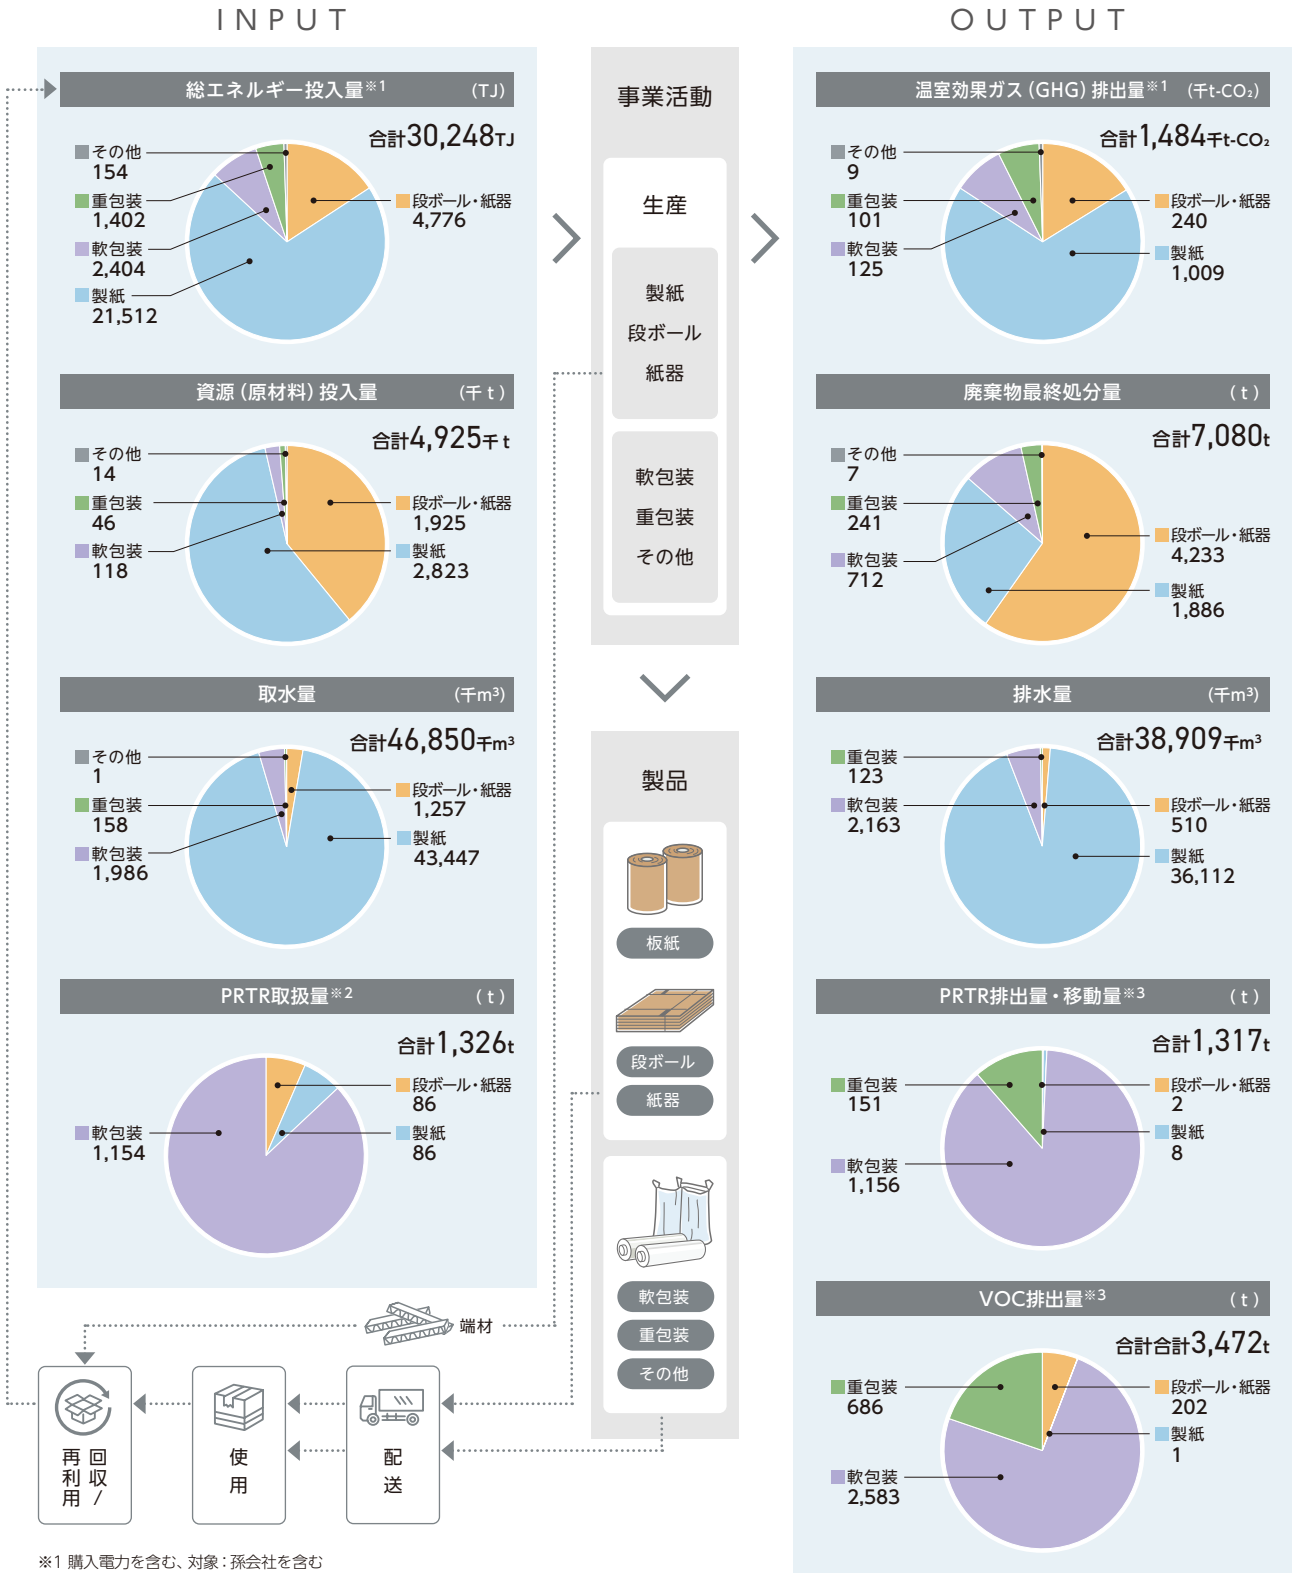 INPUT
総エネルギー投入量※1 (TJ)
合計30,248TJ
その他
154
重包装
1,402
軟包装
2,404
製紙
21,512
段ボール・紙器
4,776
資源（原材料）投入量 (千t)
合計4,925千t
その他
14
重包装
46
軟包装
118
段ボール・紙器
1,925
製紙
2,823
取水量 (千m³)
合計46,850千m³
その他
1
重包装
158
軟包装
1,986
段ボール・紙器
1,257
製紙
43,447
PRTR取扱量※2 (t)
合計1,326t
軟包装
1,154
段ボール・紙器
86
製紙
86
事業活動
生産
製紙
段ボール
紙器
軟包装
重包装
その他
製品
板紙
段ボール
紙器
軟包装
重包装
その他
OUTPUT
温室効果ガス（GHG）排出量※1 (千t-CO₂)
合計1,484千t-CO₂
その他
9
重包装
101
軟包装
125
段ボール・紙器
240
製紙
1,009
廃棄物最終処分量 (t)
合計7,080t
その他
7
重包装
241
軟包装
712
段ボール・紙器
4,233
製紙
1,886
排水量 (千m³)
合計38,909千m³
重包装
123
軟包装
2,163
段ボール・紙器
510
製紙
36,112
PRTR排出量・移動量※3 (t)
合計1,317t
重包装
151
軟包装
1,156
段ボール・紙器
2
製紙
8
VOC排出量※3 (t)
合計合計3,472t
重包装
686
軟包装
2,583
段ボール・紙器
202
製紙
1
端材
回収/
再利用
使用
配送
※1 購入電力を含む、対象：孫会社を含む